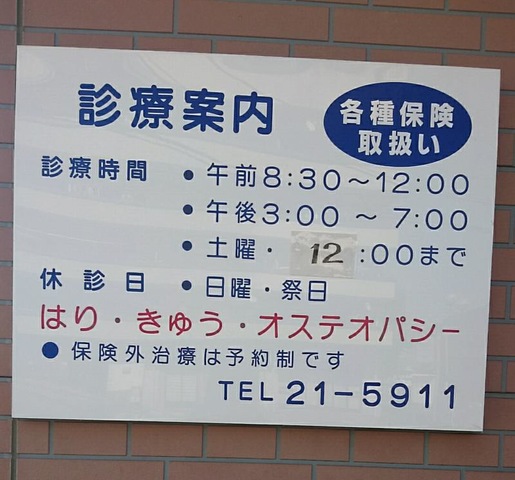 診療案内
各種保険
取扱い
診療時間 ●午前8:30～12:00
●午後3:00～7:00
●土曜・12:00まで
休診日 ●日曜・祭日
はり・きゅう・オステオパシー
●保険外治療は予約制です
TEL 21-5911